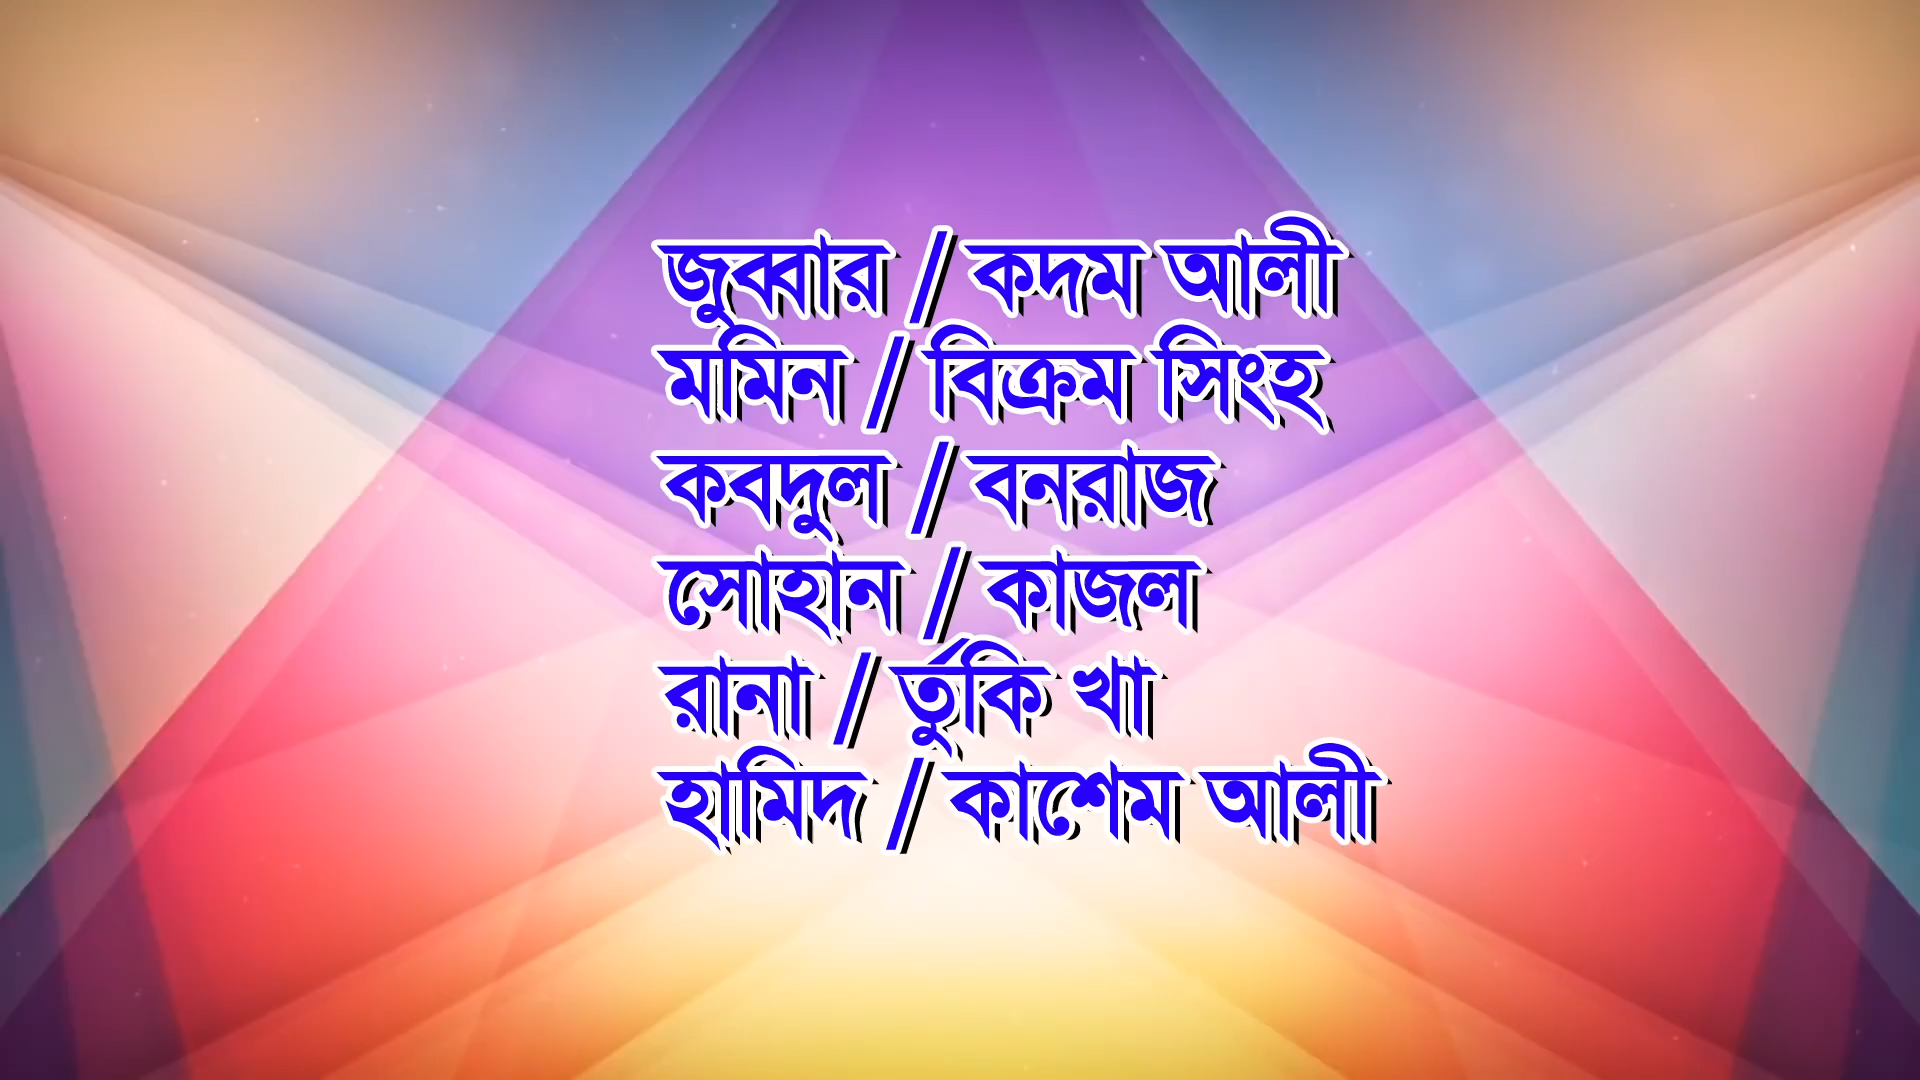 জুব্বার / কদম আলী
মমিন / বিক্রম সিংহ
কবদুল / বনরাজ
সোহান / কাজল
রানা / র্তুকি খা
হামিদ / কাশেম আলী